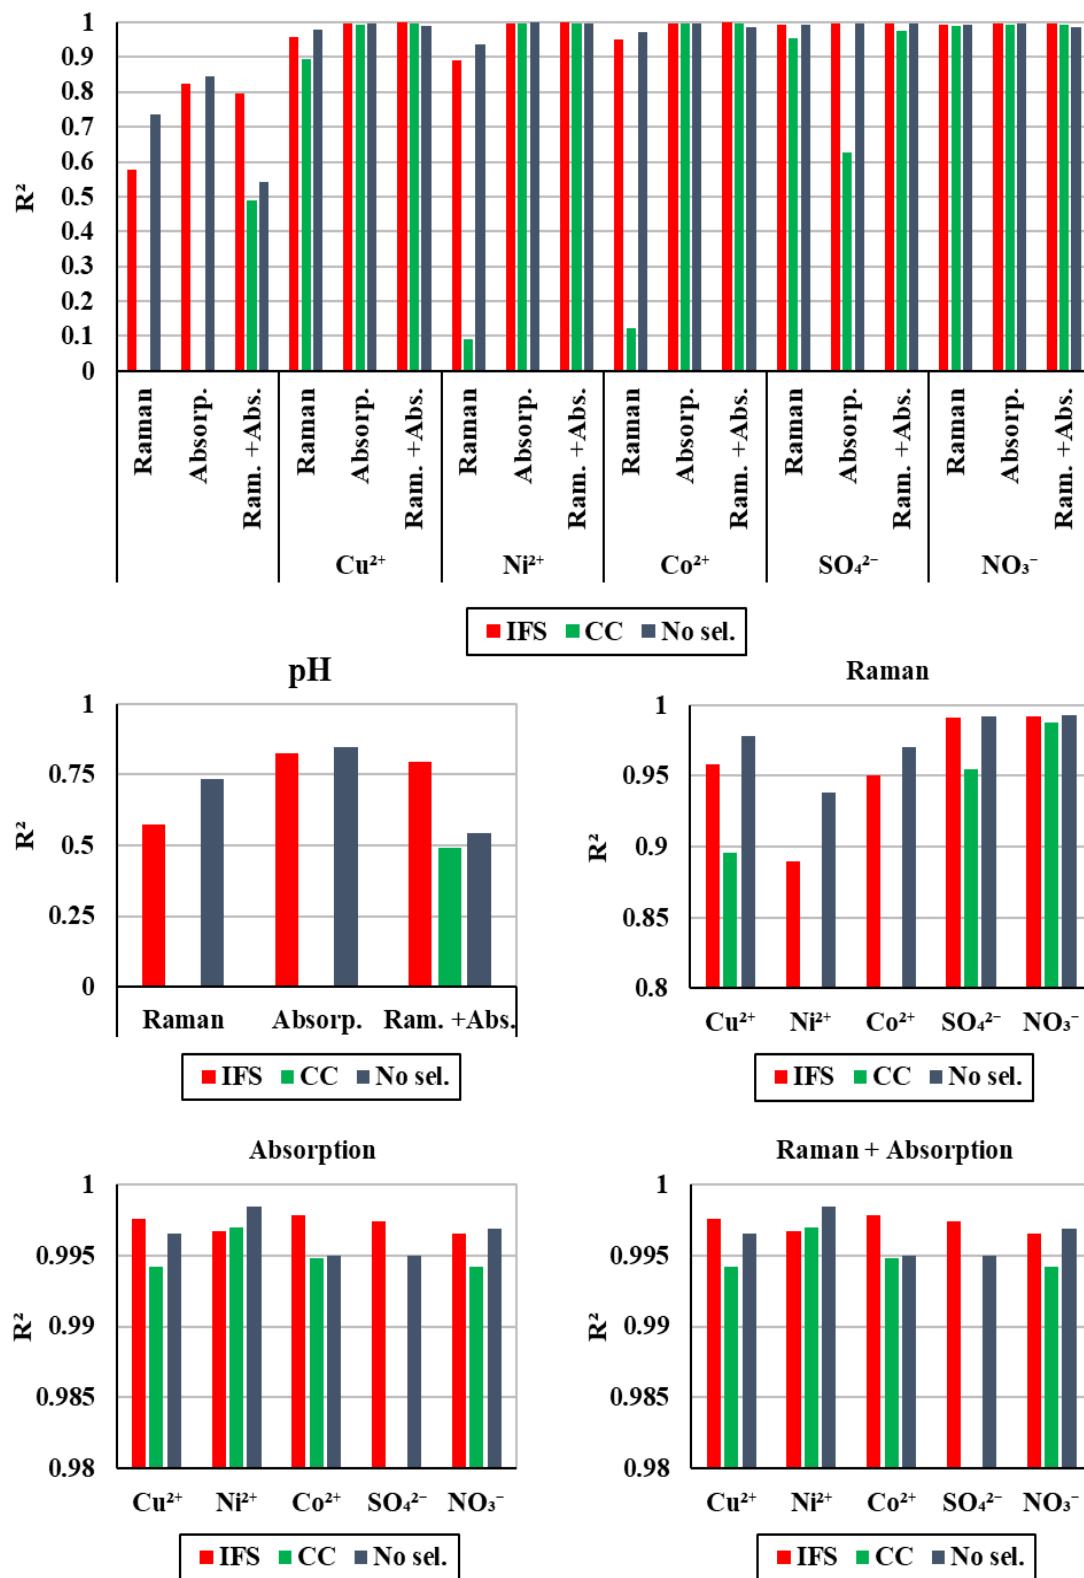 1
0.9
0.8
0.7
0.6
0.5
0.4
0.3
0.2
0.1
0
R²
Raman Absorp. Ram. +Abs. Raman Absorp. Ram. +Abs. Raman Absorp. Ram. +Abs. Raman Absorp. Ram. +Abs. Raman Absorp. Ram. +Abs. Raman Absorp. Ram. +Abs.
Cu²⁺ Ni²⁺ Co²⁺ SO₄²⁻ NO₃⁻
IFS CC No sel.
pH
1
0.75
0.5
0.25
0
R²
Raman Absorp. Ram. +Abs.
IFS CC No sel.
Raman
1
0.95
0.9
0.85
0.8
R²
Cu²⁺ Ni²⁺ Co²⁺ SO₄²⁻ NO₃⁻
IFS CC No sel.
Absorption
1
0.995
0.99
0.985
0.98
R²
Cu²⁺ Ni²⁺ Co²⁺ SO₄²⁻ NO₃⁻
IFS CC No sel.
Raman + Absorption
1
0.995
0.99
0.985
0.98
R²
Cu²⁺ Ni²⁺ Co²⁺ SO₄²⁻ NO₃⁻
IFS CC No sel.